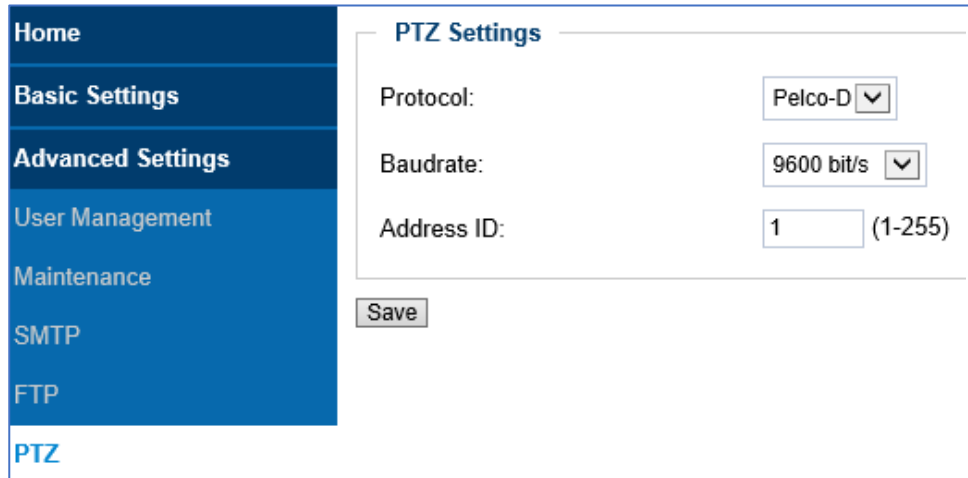 Home
Basic Settings
Advanced Settings
User Management
Maintenance
SMTP
FTP
PTZ
PTZ Settings
Protocol: Pelco-D
Baudrate: 9600 bit/s
Address ID: 1 (1-255)
Save